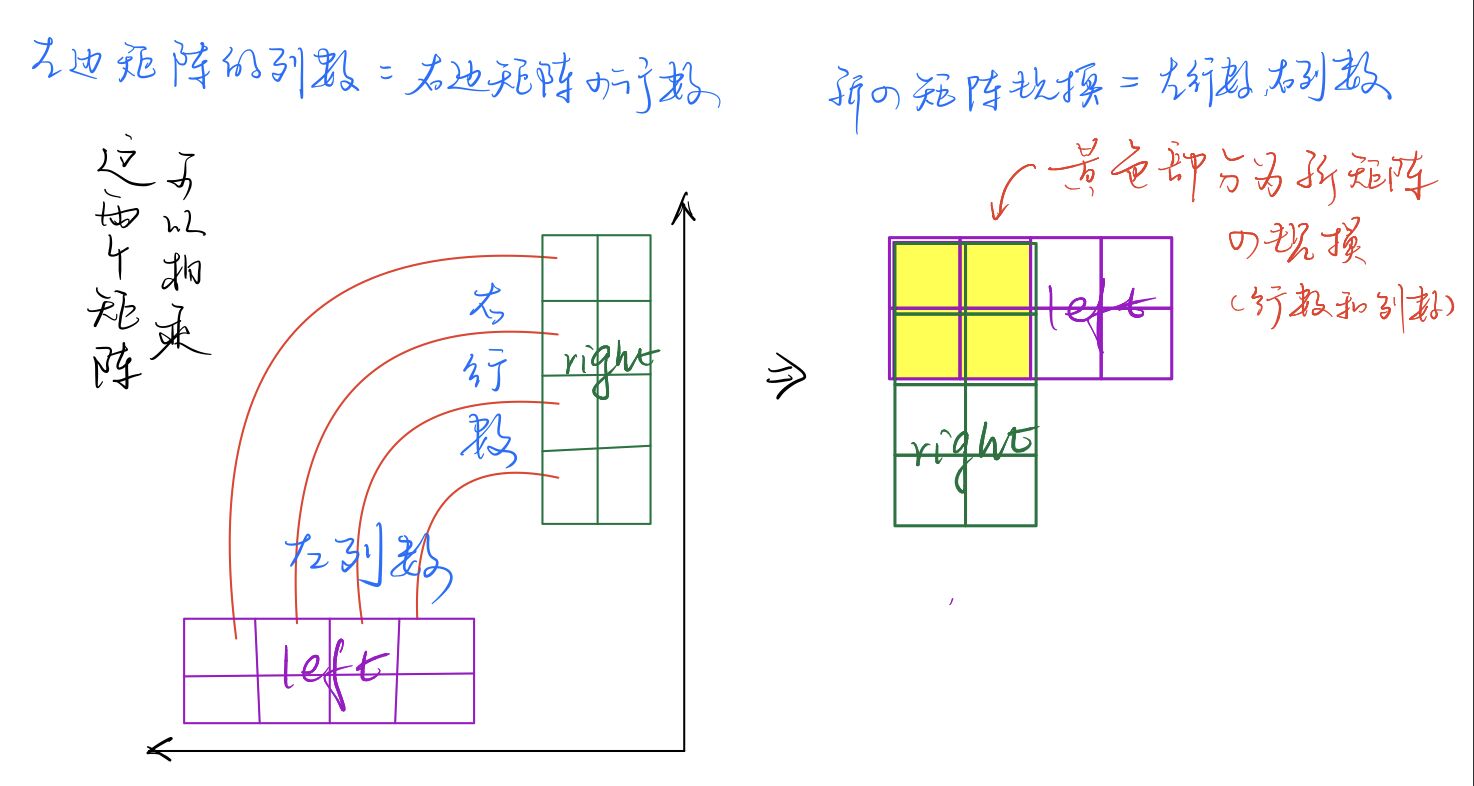 左边矩阵的列数=右边矩阵の行数
这两个矩阵
可以相乘
右行数
right
左列数
left
新の矩阵规模=左行数,右列数
黄色部分为新矩阵
の规模
(行数和列数)
left
right